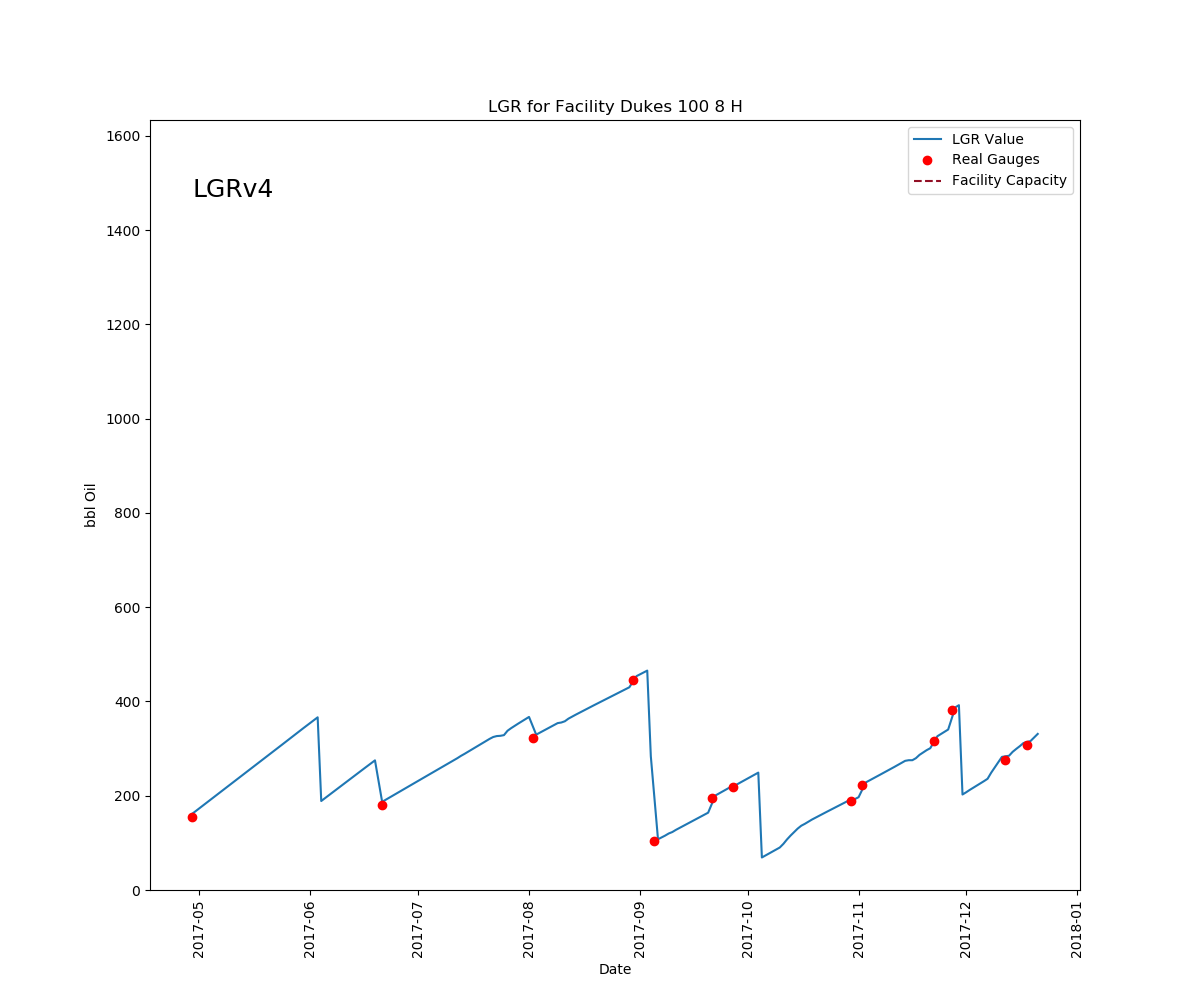 LGR for Facility Dukes 100 8 H
LGRv4
LGR Value
Real Gauges
Facility Capacity
bbl Oil
1600
1400
1200
1000
800
600
400
200
0
2017-05
2017-06
2017-07
2017-08
2017-09
2017-10
2017-11
2017-12
2018-01
Date